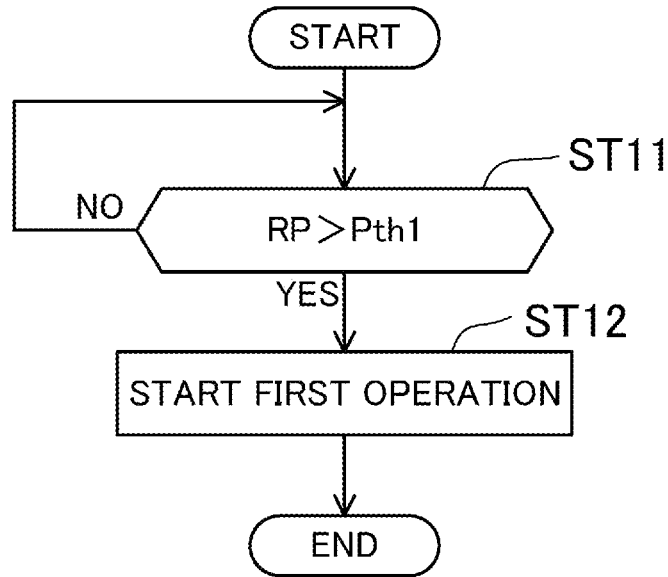 START
ST11
NO
RP＞Pth1
YES
ST12
START FIRST OPERATION
END